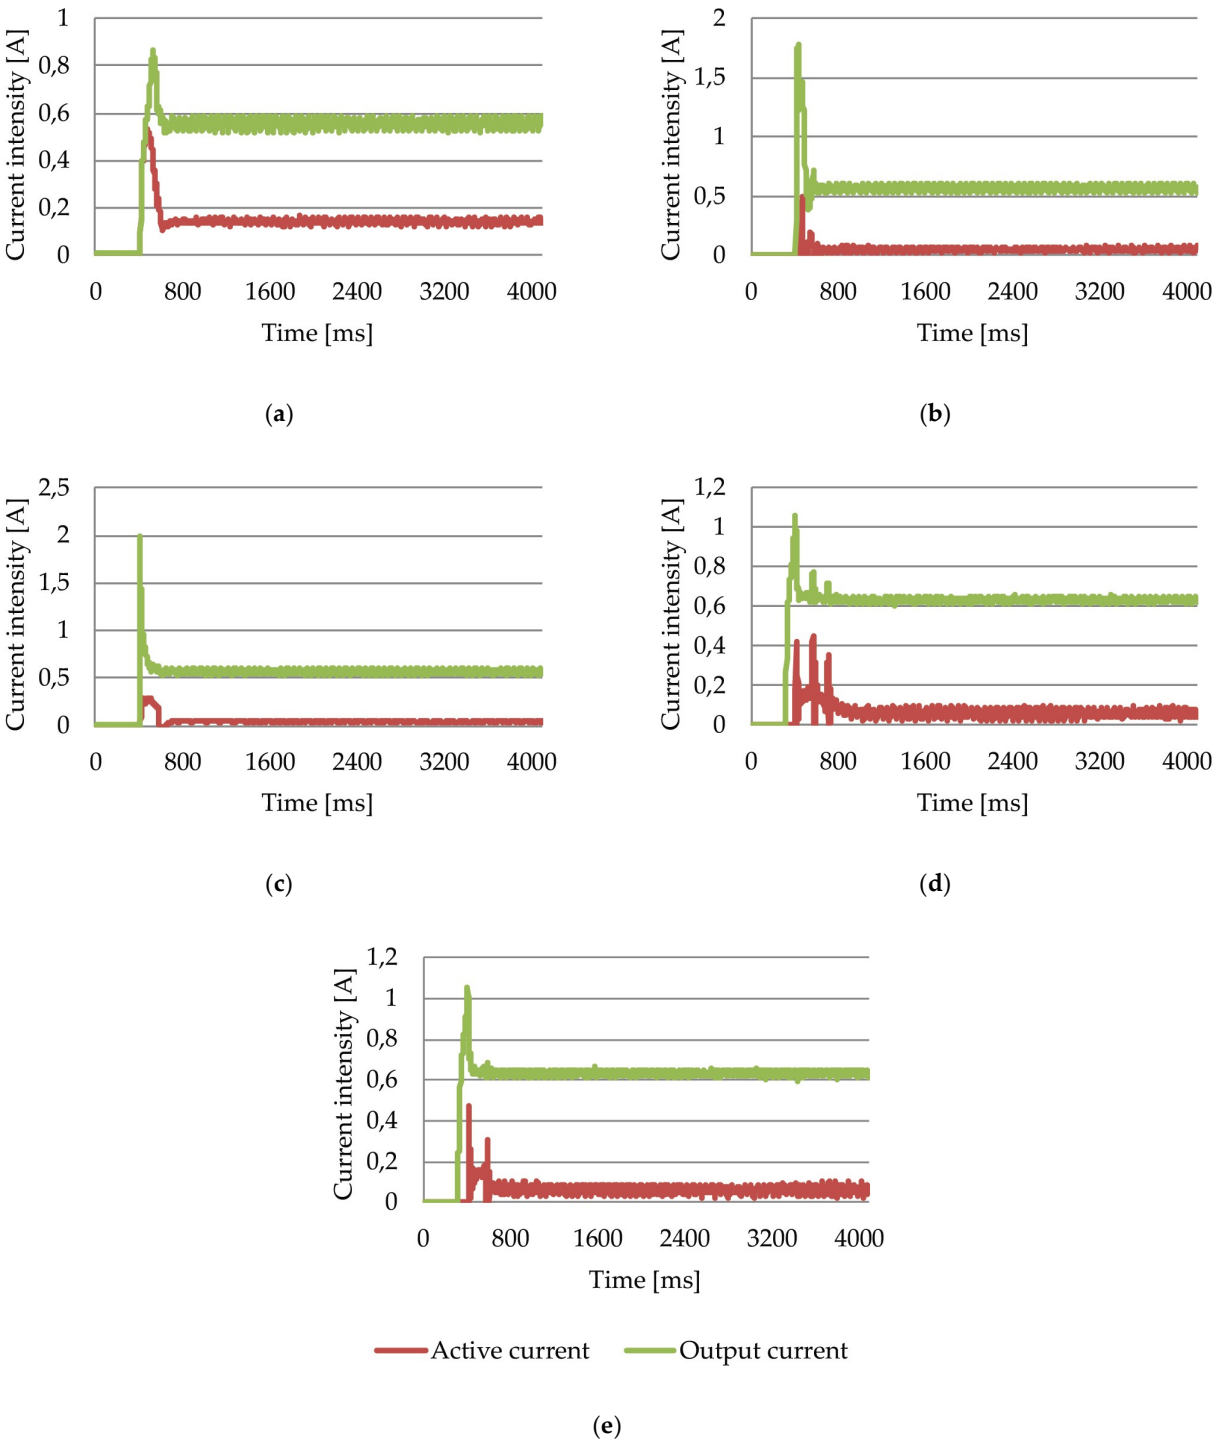 Current intensity [A]
1
0,8
0,6
0,4
0,2
0
0 800 1600 2400 3200 4000
Time [ms]
(a)
Current intensity [A]
2
1,5
1
0,5
0
0 800 1600 2400 3200 4000
Time [ms]
(b)
Current intensity [A]
2,5
2
1,5
1
0,5
0
0 800 1600 2400 3200 4000
Time [ms]
(c)
Current intensity [A]
1,2
1
0,8
0,6
0,4
0,2
0
0 800 1600 2400 3200 4000
Time [ms]
(d)
Current intensity [A]
1,2
1
0,8
0,6
0,4
0,2
0
0 800 1600 2400 3200 4000
Time [ms]
Active current Output current
(e)